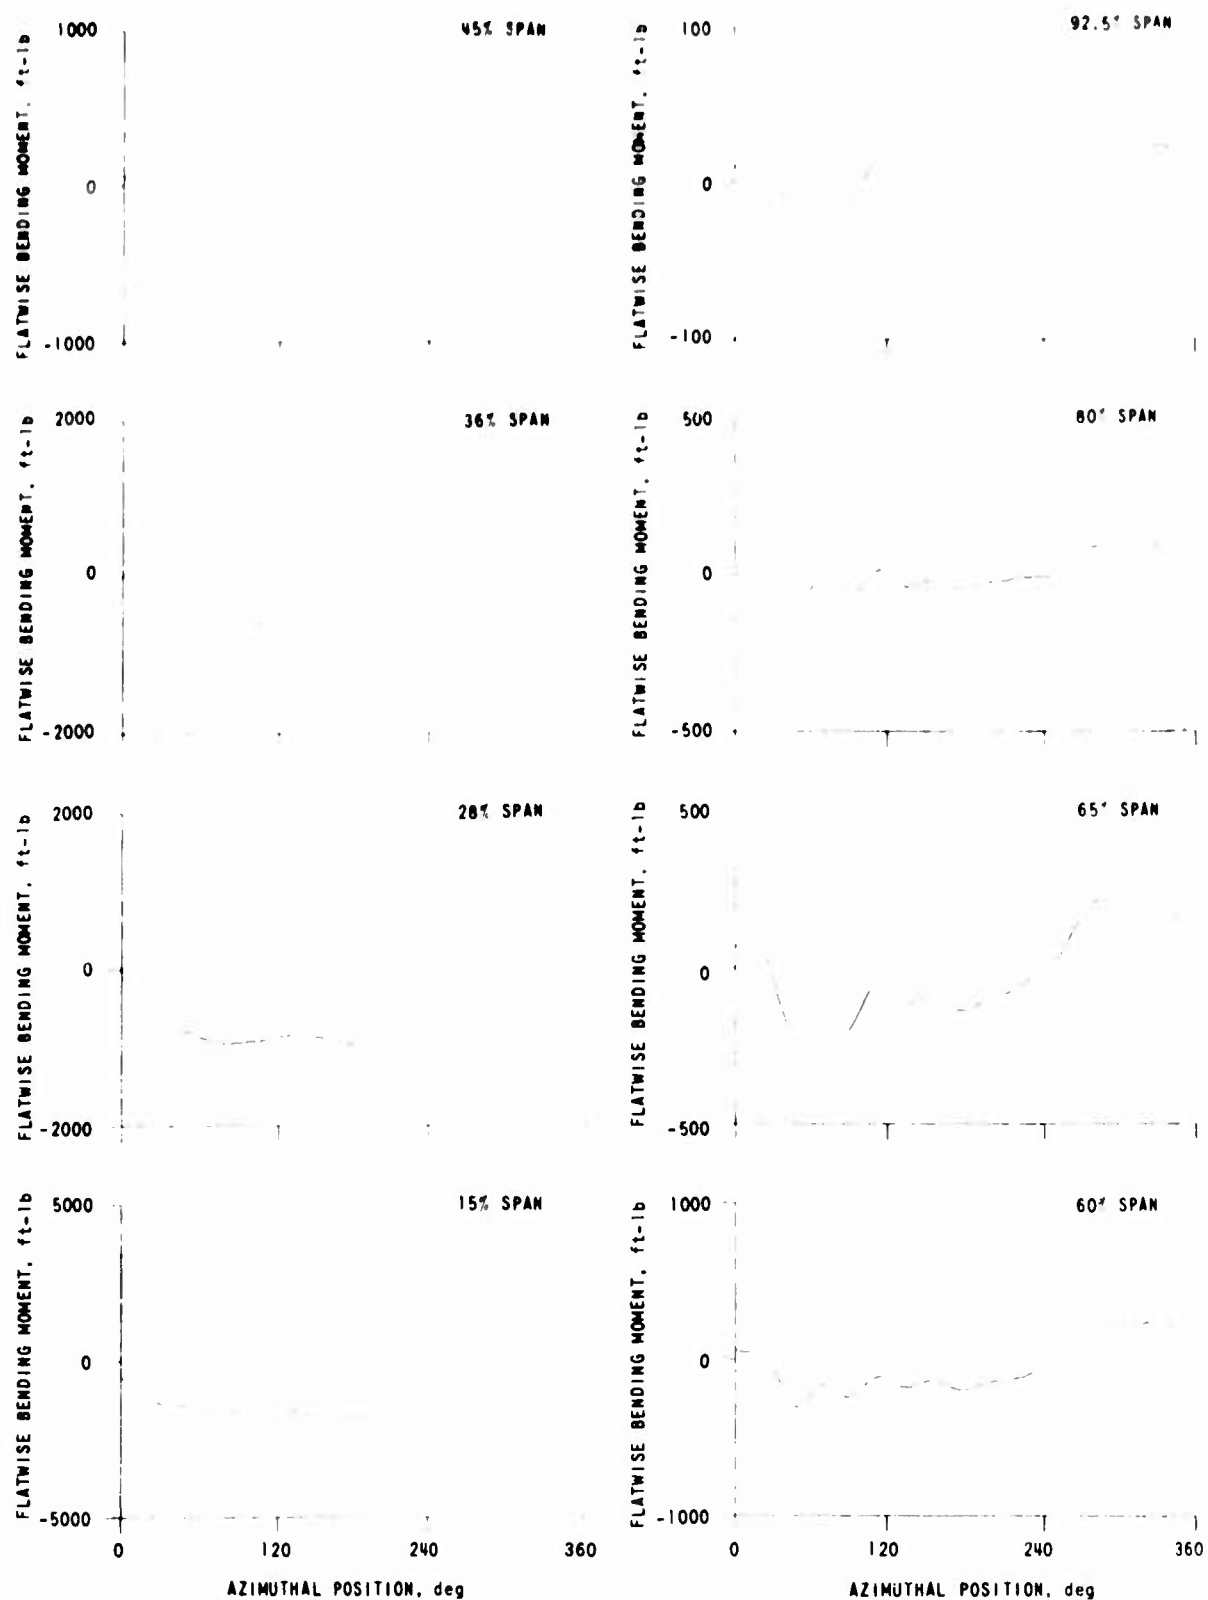 FLATWISE BENDING MOMENT, ft-lb
1000
45% SPAN
0
-1000
FLATWISE BENDING MOMENT, ft-lb
2000
36% SPAN
0
-2000
FLATWISE BENDING MOMENT, ft-lb
2000
28% SPAN
0
-2000
FLATWISE BENDING MOMENT, ft-lb
5000
15% SPAN
0
-5000
0 120 240 360
AZIMUTHAL POSITION, deg
FLATWISE BENDING MOMENT, ft-lb
100
92.5% SPAN
0
-100
FLATWISE BENDING MOMENT, ft-lb
500
80% SPAN
0
-500
FLATWISE BENDING MOMENT, ft-lb
500
65% SPAN
0
-500
FLATWISE BENDING MOMENT, ft-lb
1000
60% SPAN
0
-1000
0 120 240 360
AZIMUTHAL POSITION, deg